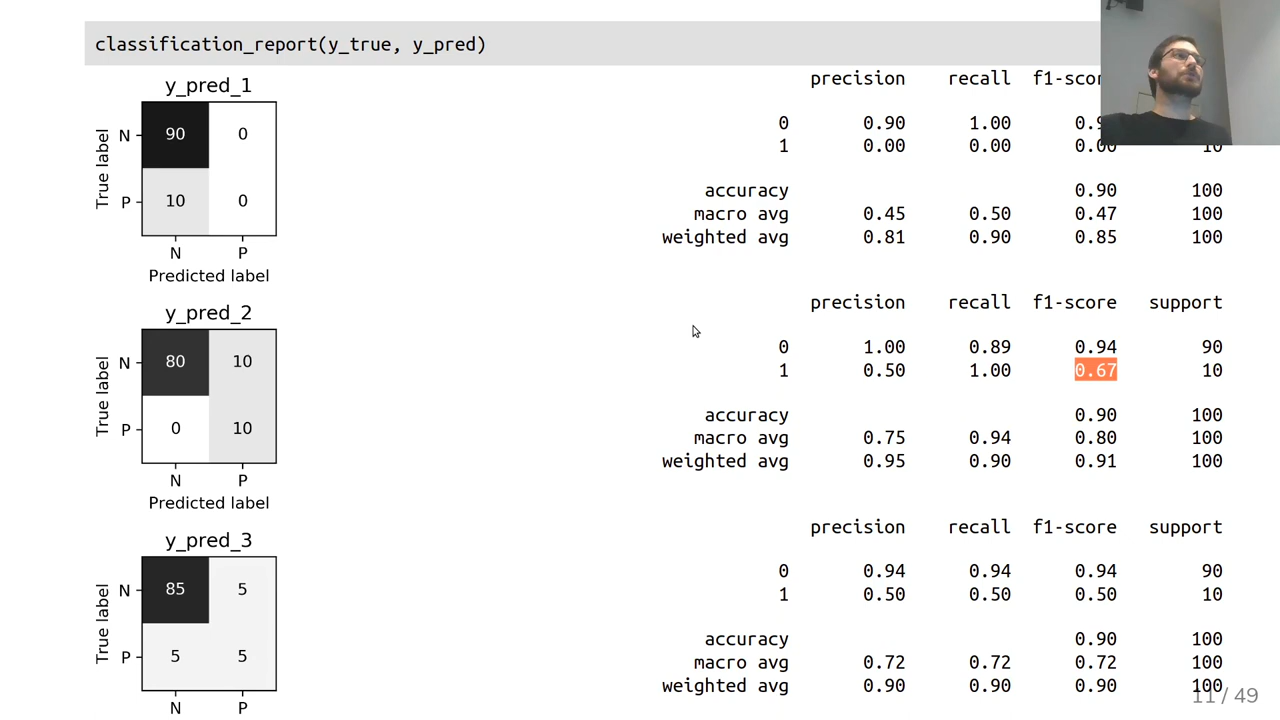 classification_report(y_true, y_pred)
y_pred_1
True label
N 90 0
P 10 0
N P
Predicted label
precision recall
0 0.90 1.00
1 0.00 0.00 0.00 10
accuracy 0.90 100
macro avg 0.45 0.50 0.47 100
weighted avg 0.81 0.90 0.85 100
y_pred_2
True label
N 80 10
P 0 10
N P
Predicted label
precision recall f1-score support
0 1.00 0.89 0.94 90
1 0.50 1.00 0.67 10
accuracy 0.90 100
macro avg 0.75 0.94 0.80 100
weighted avg 0.95 0.90 0.91 100
y_pred_3
True label
N 85 5
P 5 5
N P
precision recall f1-score support
0 0.94 0.94 0.94 90
1 0.50 0.50 0.50 10
accuracy 0.90 100
macro avg 0.72 0.72 0.72 100
weighted avg 0.90 0.90 0.90 100
11 / 49